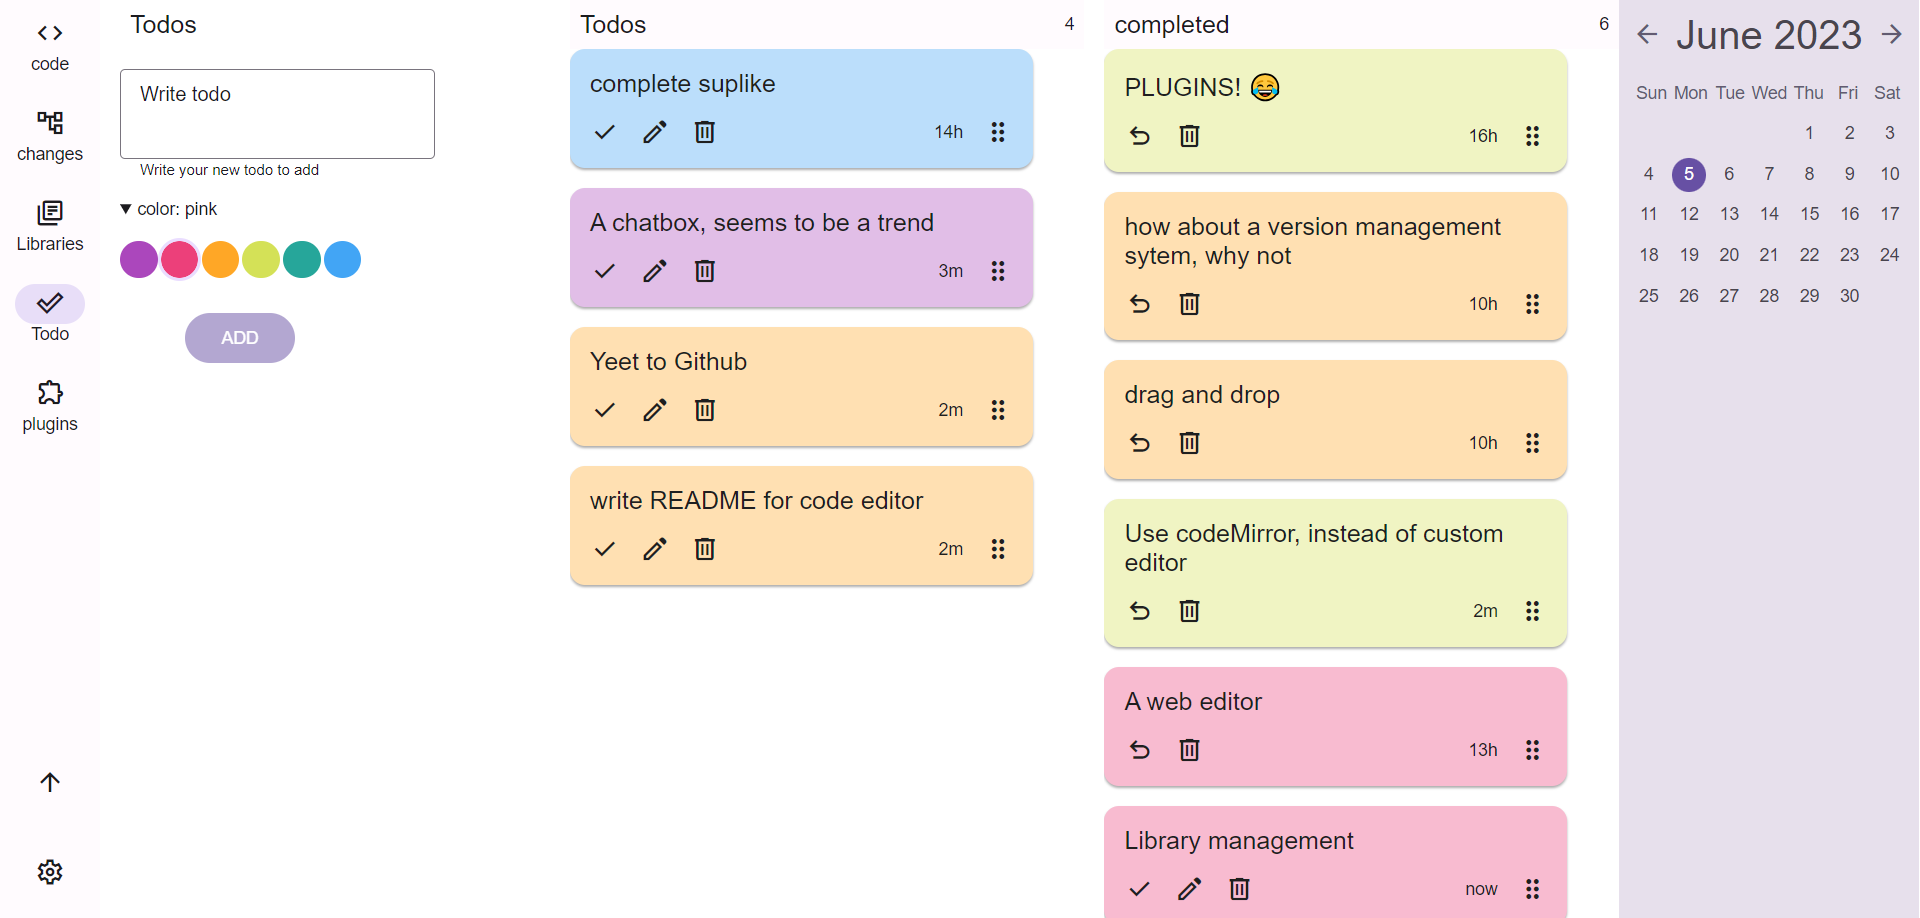 code
changes
Libraries
Todo
plugins
Todos
Write todo
Write your new todo to add
color: pink
ADD
Todos 4
complete suplike
14h
A chatbox, seems to be a trend
3m
Yeet to Github
2m
write README for code editor
2m
completed 6
PLUGINS! 😂
16h
how about a version management
sytem, why not
10h
drag and drop
10h
Use codeMirror, instead of custom
editor
2m
A web editor
13h
Library management
now
June 2023
Sun Mon Tue Wed Thu Fri Sat
1 2 3
4 5 6 7 8 9 10
11 12 13 14 15 16 17
18 19 20 21 22 23 24
25 26 27 28 29 30